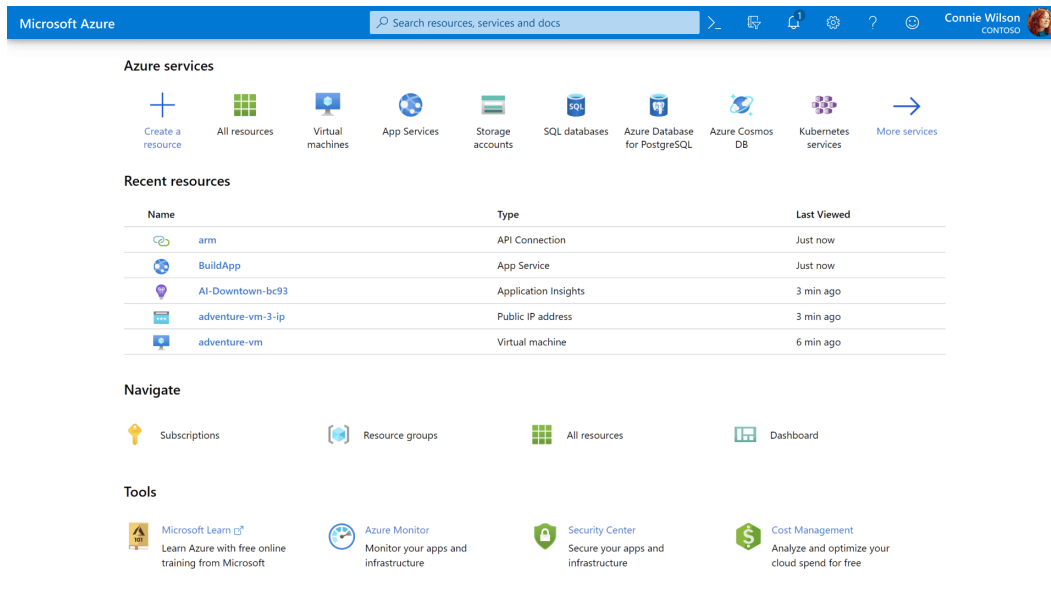 Microsoft Azure
Search resources, services and docs
1
Connie Wilson
CONTOSO
Azure services
Create a resource
All resources
Virtual machines
App Services
Storage accounts
SQL
SQL databases
Azure Database for PostgreSQL
Azure Cosmos DB
Kubernetes services
More services
Recent resources
Name Type Last Viewed
arm API Connection Just now
BuildApp App Service Just now
AI-Downtown-bc93 Application Insights 3 min ago
adventure-vm-3-ip Public IP address 3 min ago
adventure-vm Virtual machine 6 min ago
Navigate
Subscriptions
Resource groups
All resources
Dashboard
Tools
101
Microsoft Learn
Learn Azure with free online
training from Microsoft
Azure Monitor
Monitor your apps and
infrastructure
Security Center
Secure your apps and
infrastructure
Cost Management
Analyze and optimize your
cloud spend for free